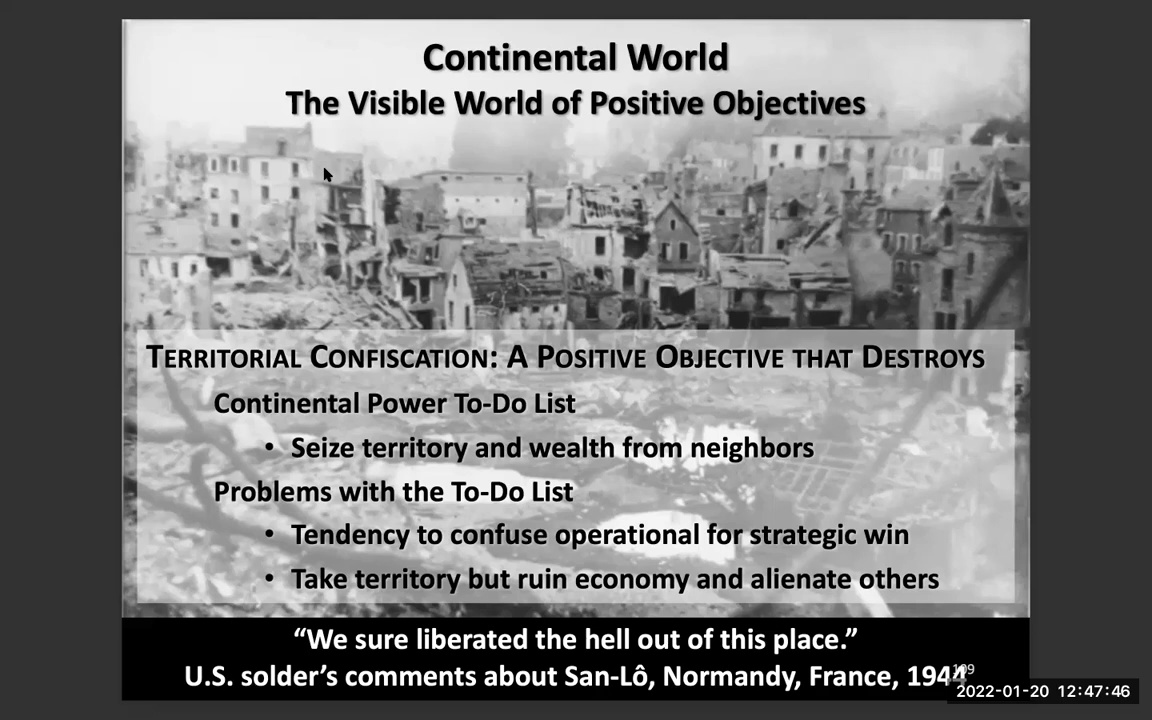 Continental World
The Visible World of Positive Objectives
TERRITORIAL CONFISCATION: A POSITIVE OBJECTIVE THAT DESTROYS
Continental Power To-Do List
• Seize territory and wealth from neighbors
Problems with the To-Do List
• Tendency to confuse operational for strategic win
• Take territory but ruin economy and alienate others
“We sure liberated the hell out of this place.”
U.S. solder’s comments about San-Lô, Normandy, France, 1944
109
2022-01-20 12:47:46